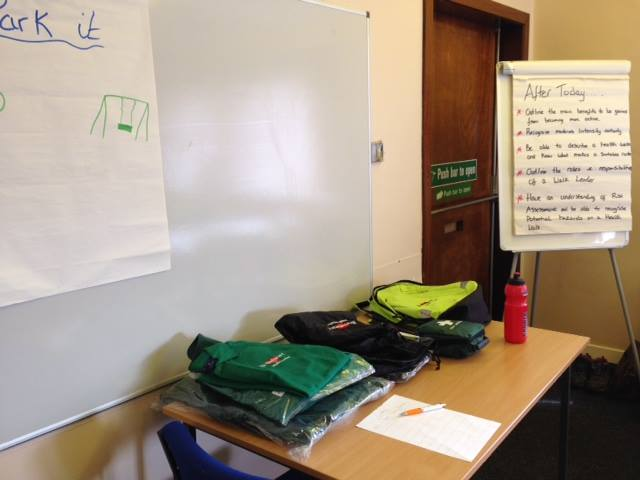 Park it
Push bar to open
Push bar to open
After Today....
Outline the main benefits to be gained
from becoming more active.
Recognise moderate intensity activity
Be able to describe a health walk
and know what makes a suitable route
Outline the roles & responsibilities
of a Walk Leader
Have an understanding of Risk
Assessment and be able to recognise
Potential hazards on a Health
Walk